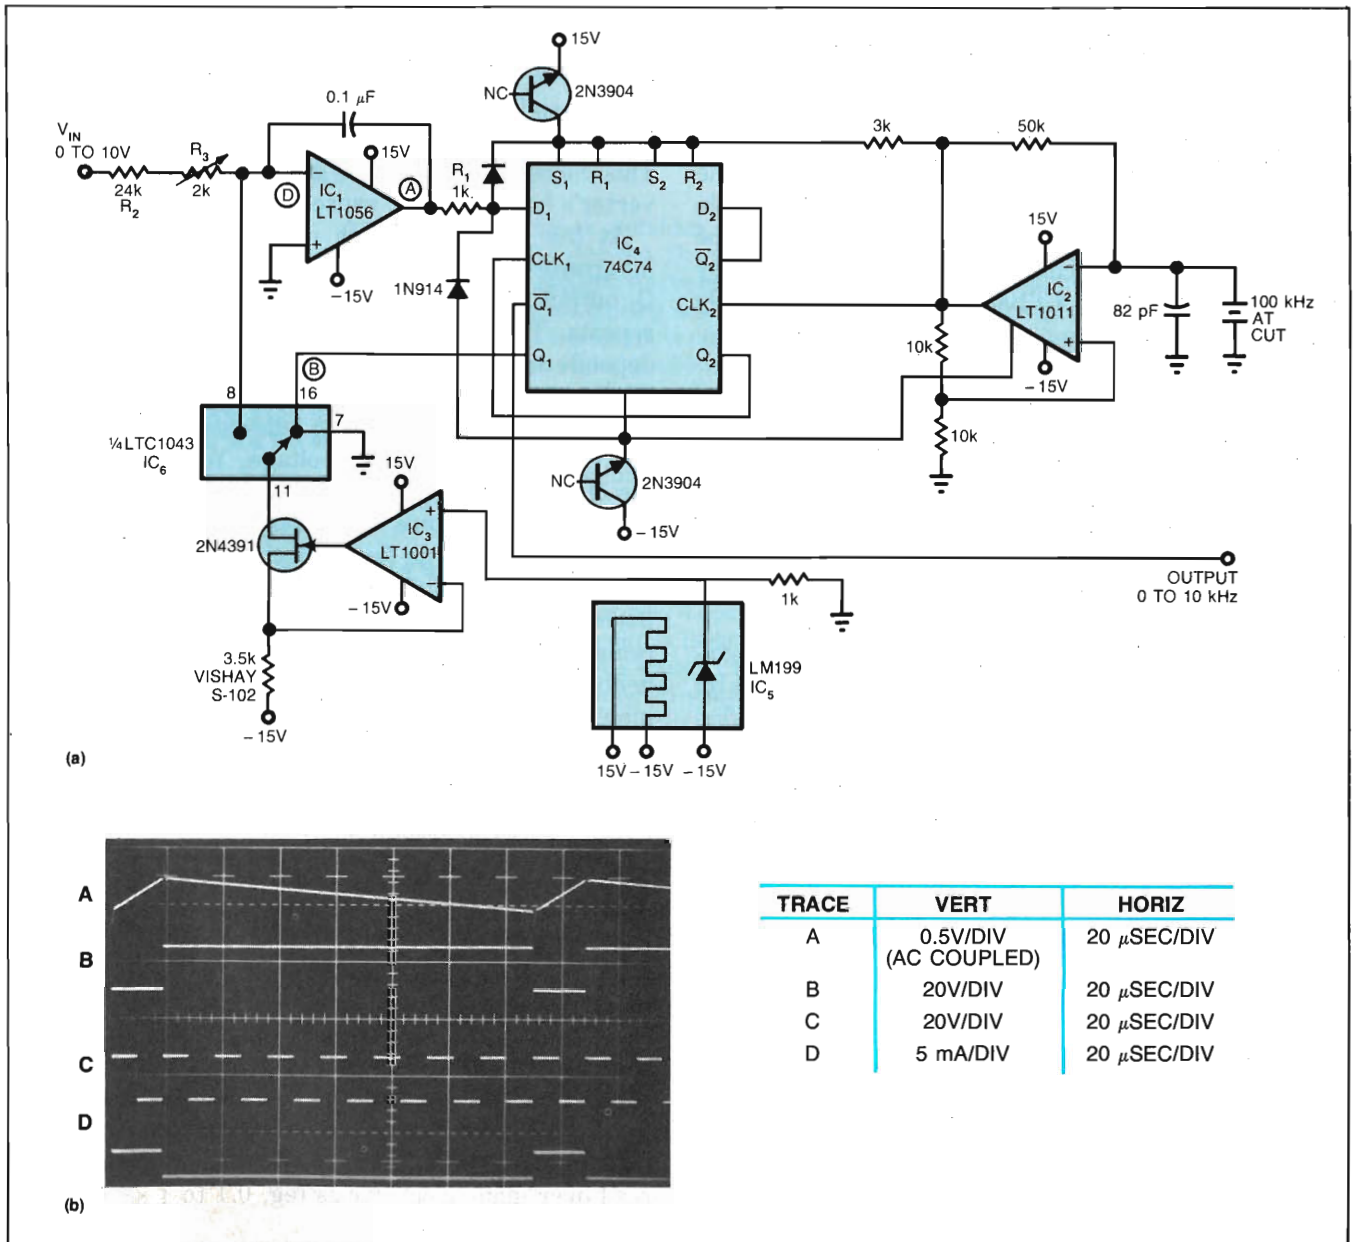 15V
NC
2N3904
0.1 μF
V_IN
0 TO 10V
R3
24k
R2
2k
D
−
+
IC1
LT1056
15V
−15V
A
R1
1k
1N914
S1 R1 S2 R2
D1
CLK1
Q̅1
Q1
IC4
74C74
D2
Q̅2
CLK2
Q2
3k
50k
15V
−
+
IC2
LT1011
−15V
82 pF
100 kHz
AT
CUT
10k
10k
B
8
16
7
11
¼LTC1043
IC6
15V
+
−
IC3
LT1001
−15V
2N4391
3.5k
VISHAY
S-102
−15V
NC
2N3904
−15V
OUTPUT
0 TO 10 kHz
1k
LM199
IC5
15V −15V −15V
(a)
A
B
C
D
TRACE VERT HORIZ
A 0.5V/DIV 20 μSEC/DIV
(AC COUPLED)
B 20V/DIV 20 μSEC/DIV
C 20V/DIV 20 μSEC/DIV
D 5 mA/DIV 20 μSEC/DIV
(b)